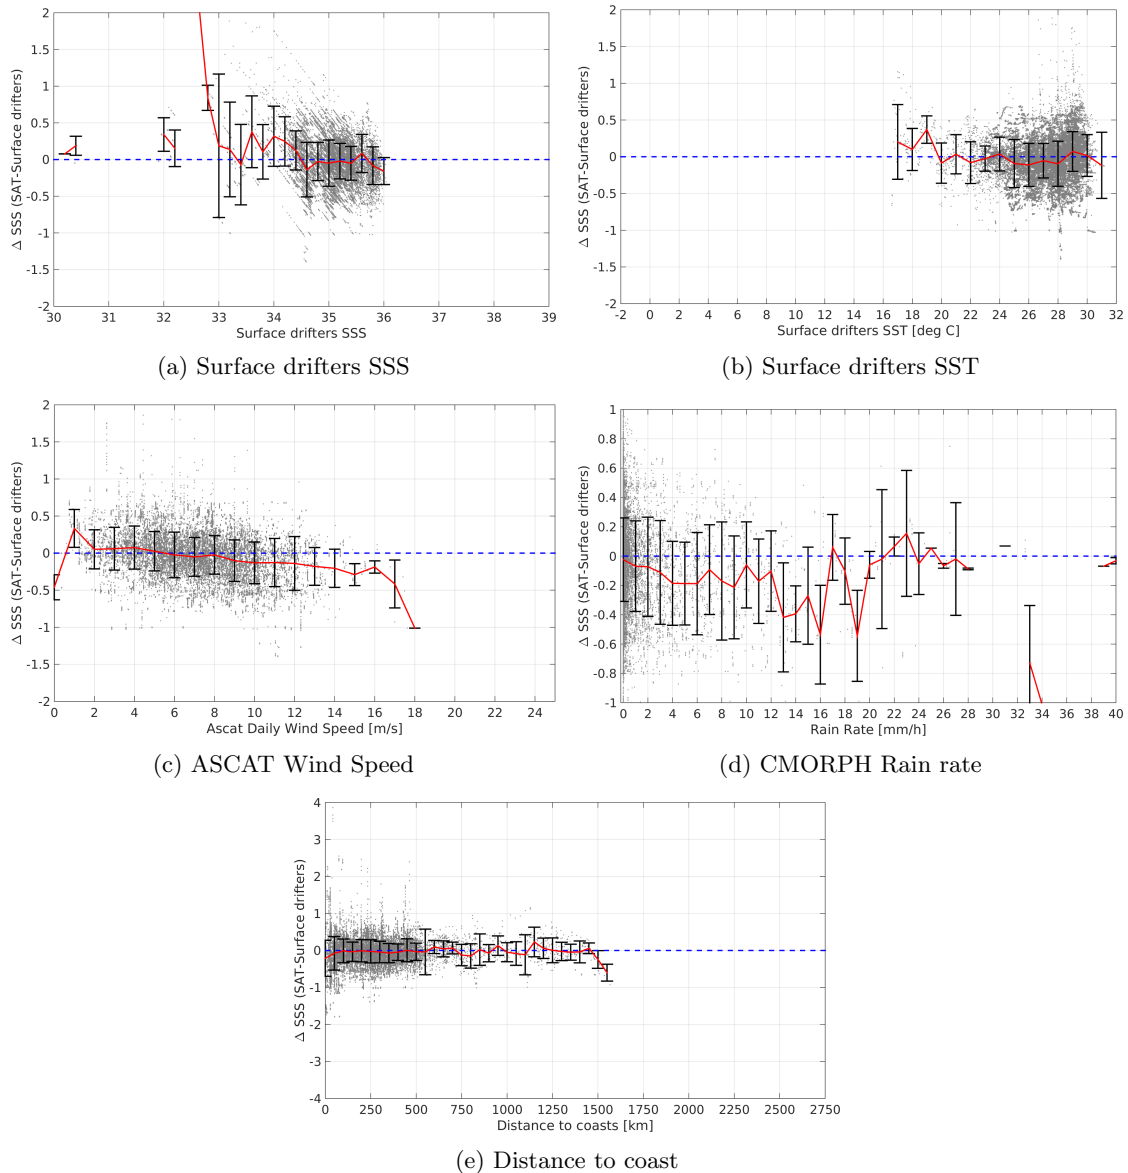 2
1.5
1
0.5
0
-0.5
-1
-1.5
-2
Δ SSS (SAT-Surface drifters)
30 31 32 33 34 35 36 37 38 39
Surface drifters SSS
(a) Surface drifters SSS
2
1.5
1
0.5
0
-0.5
-1
-1.5
-2
Δ SSS (SAT-Surface drifters)
-2 0 2 4 6 8 10 12 14 16 18 20 22 24 26 28 30 32
Surface drifters SST [deg C]
(b) Surface drifters SST
2
1.5
1
0.5
0
-0.5
-1
-1.5
-2
Δ SSS (SAT-Surface drifters)
0 2 4 6 8 10 12 14 16 18 20 22 24
Ascat Daily Wind Speed [m/s]
(c) ASCAT Wind Speed
1
0.8
0.6
0.4
0.2
0
-0.2
-0.4
-0.6
-0.8
-1
Δ SSS (SAT-Surface drifters)
0 2 4 6 8 10 12 14 16 18 20 22 24 26 28 30 32 34 36 38 40
Rain Rate [mm/h]
(d) CMORPH Rain rate
4
3
2
1
0
-1
-2
-3
-4
Δ SSS (SAT-Surface drifters)
0 250 500 750 1000 1250 1500 1750 2000 2250 2500 2750
Distance to coasts [km]
(e) Distance to coast